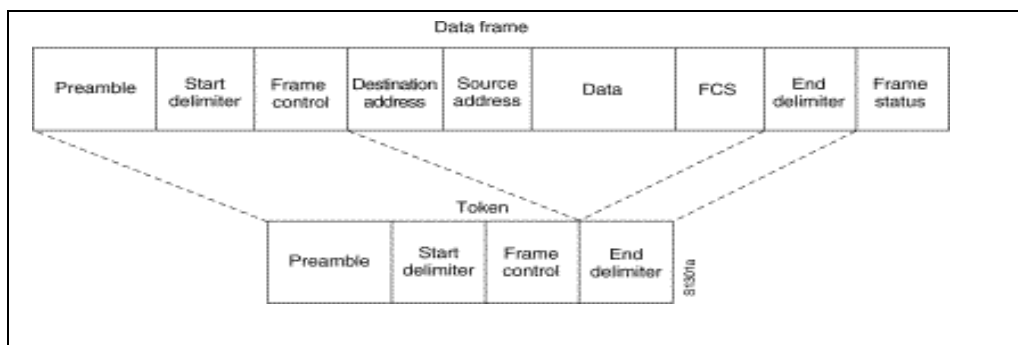 Data frame
Preamble
Start
delimiter
Frame
control
Destination
address
Source
address
Data
FCS
End
delimiter
Frame
status
Token
Preamble
Start
delimiter
Frame
control
End
delimiter
81301a